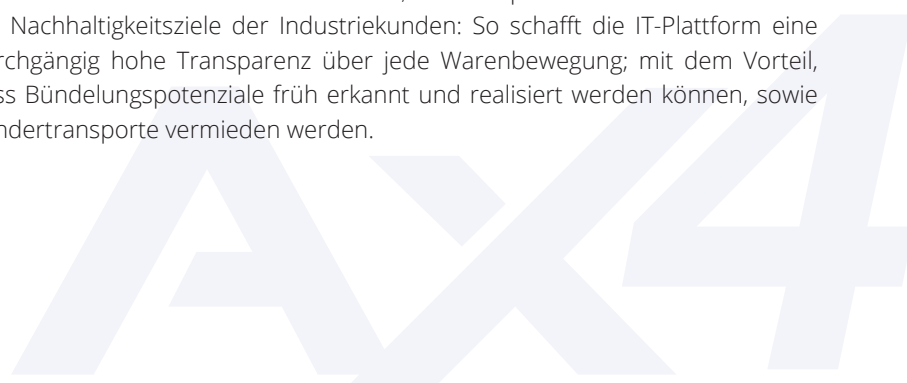 Nachhaltigkeitsziele der Industriekunden: So schafft die IT-Plattform eine
rchgängig hohe Transparenz über jede Warenbewegung; mit dem Vorteil,
ss Bündelungspotenziale früh erkannt und realisiert werden können, sowie
ndertransporte vermieden werden.
Ax4